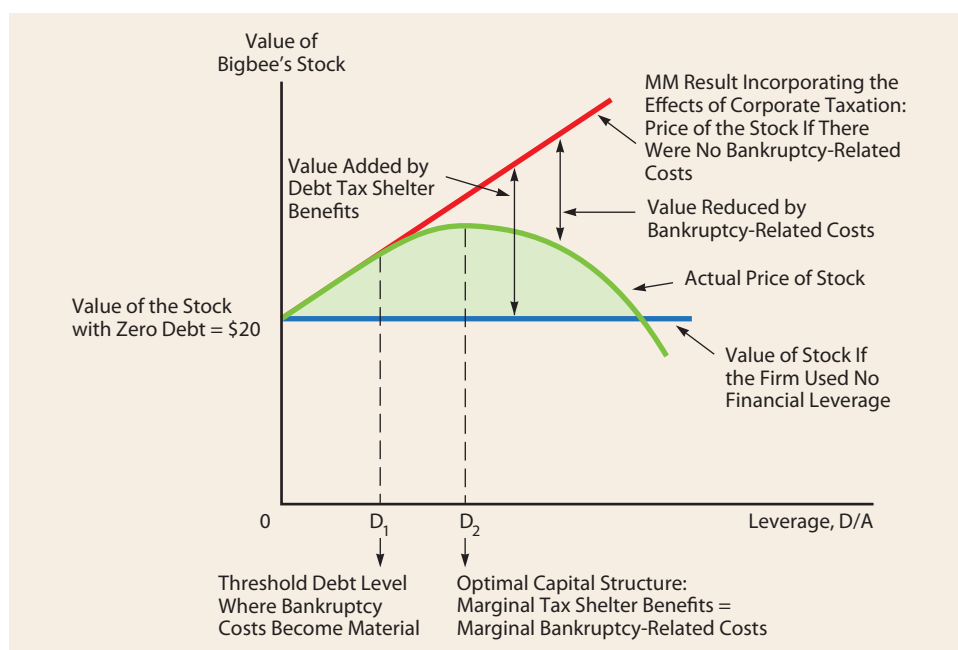 Value of
Bigbee's Stock
MM Result Incorporating the
Effects of Corporate Taxation:
Price of the Stock If There
Were No Bankruptcy-Related
Costs
Value Added by
Debt Tax Shelter
Benefits
Value Reduced by
Bankruptcy-Related Costs
Actual Price of Stock
Value of the Stock
with Zero Debt = $20
Value of Stock If
the Firm Used No
Financial Leverage
0
D1
D2
Leverage, D/A
Threshold Debt Level
Where Bankruptcy
Costs Become Material
Optimal Capital Structure:
Marginal Tax Shelter Benefits =
Marginal Bankruptcy-Related Costs